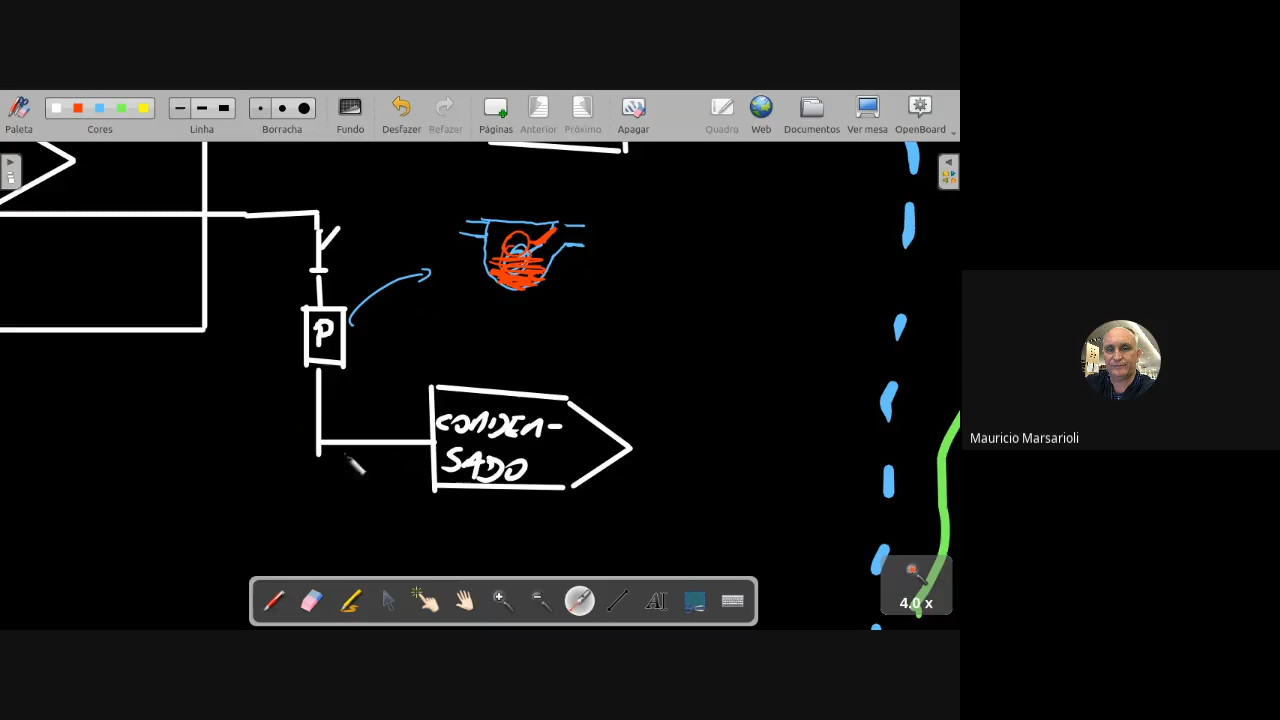 Paleta
Cores
Linha
Borracha
Fundo
Desfazer
Refazer
Páginas
Anterior
Próximo
Apagar
Quadro
Web
Documentos
Ver mesa
OpenBoard
P
CONDEN-
SADO
AI
4.0 x
Mauricio Marsarioli